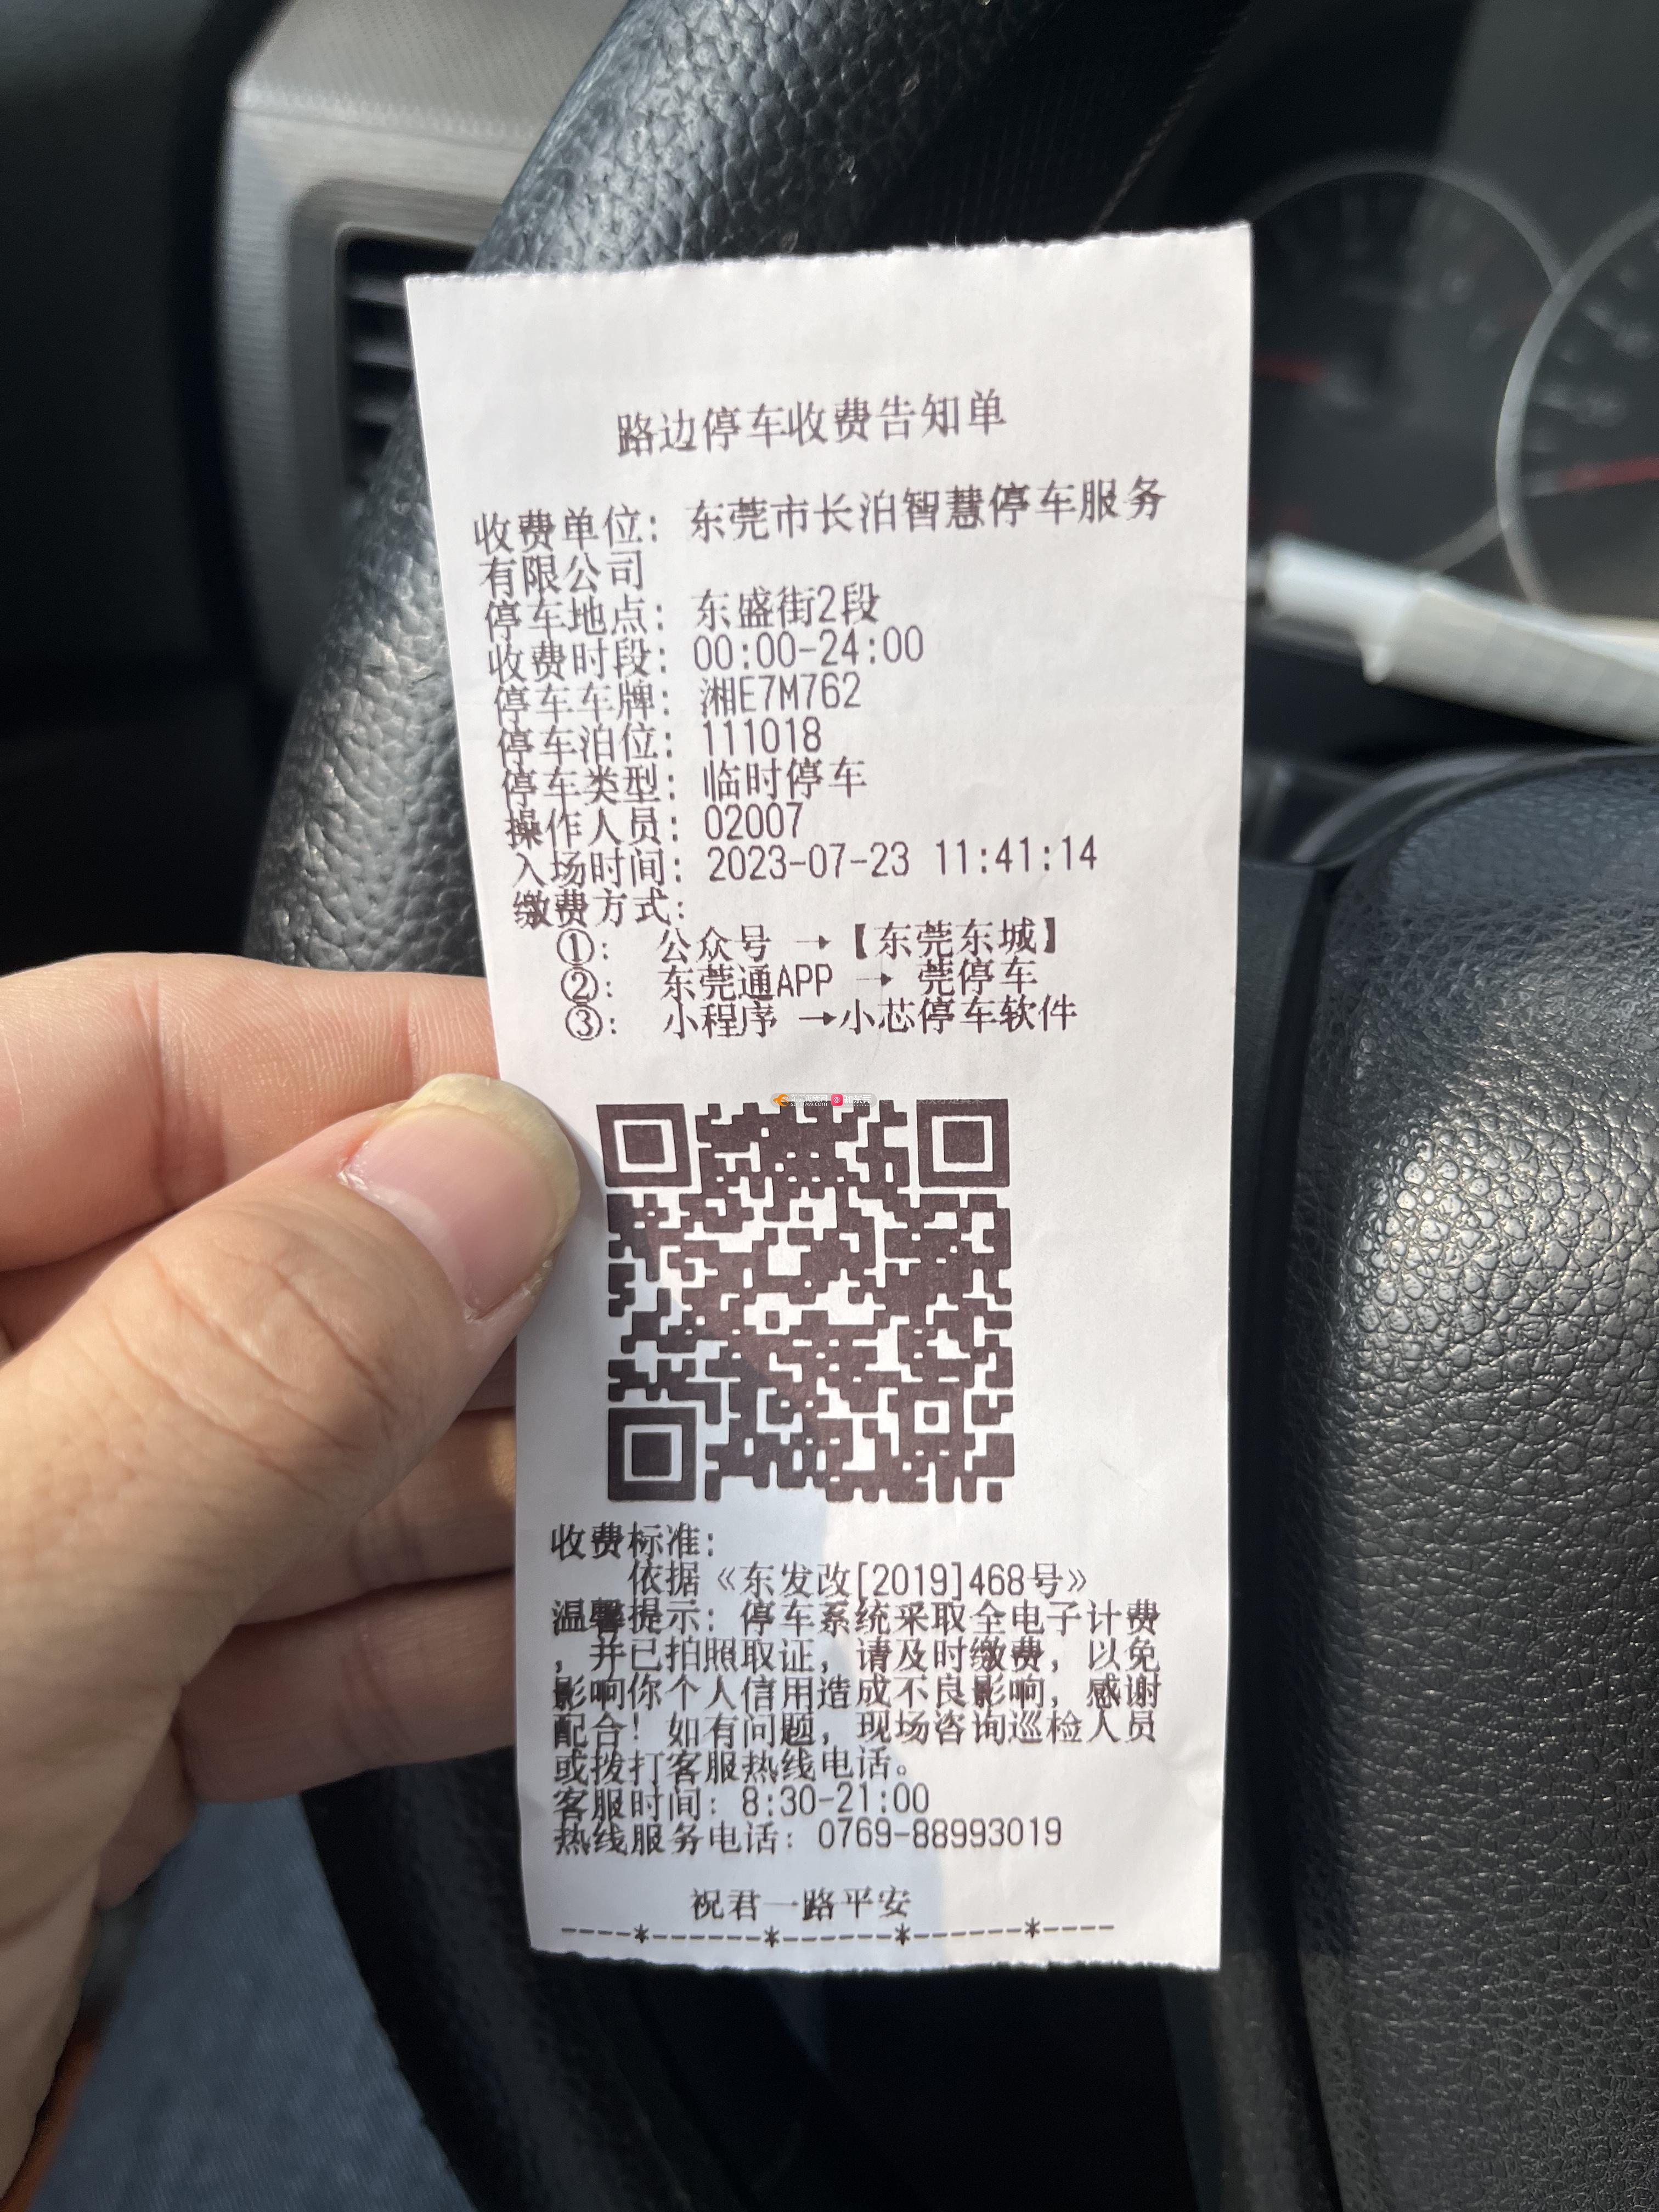 路边停车收费告知单
收费单位: 东莞市长泊智慧停车服务
有限公司
停车地点: 东盛街2段
收费时段: 00:00-24:00
停车车牌: 湘E7M762
停车泊位: 111018
停车类型: 临时停车
操作人员: 02007
入场时间: 2023-07-23 11:41:14
缴费方式:
①: 公众号 →【东莞东城】
②: 东莞通APP → 莞停车
③: 小程序 →小芯停车软件
收费标准:
依据《东发改[2019]468号》
温馨提示: 停车系统采取全电子计费
，并已拍照取证，请及时缴费，以免
影响你个人信用造成不良影响，感谢
配合！如有问题，现场咨询巡检人员
或拨打客服热线电话。
客服时间: 8:30-21:00
热线服务电话: 0769-88993019
祝君一路平安
----*------*------*------*----